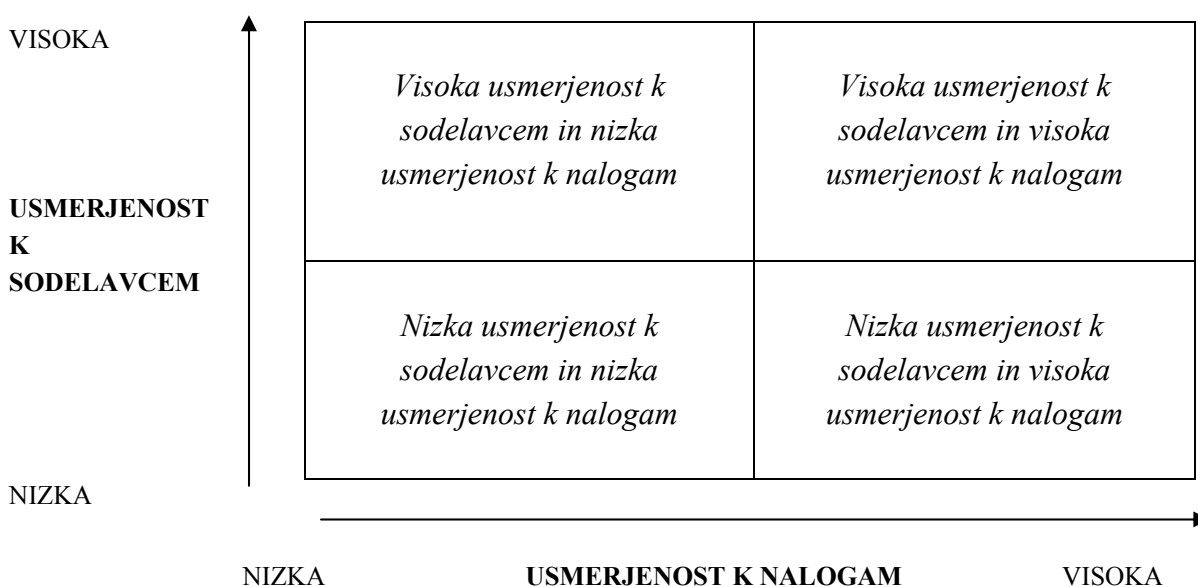 VISOKA
Visoka usmerjenost k
sodelavcem in nizka
usmerjenost k nalogam
Visoka usmerjenost k
sodelavcem in visoka
usmerjenost k nalogam
USMERJENOST
K
SODELAVCEM
Nizka usmerjenost k
sodelavcem in nizka
usmerjenost k nalogam
Nizka usmerjenost k
sodelavcem in visoka
usmerjenost k nalogam
NIZKA
NIZKA USMERJENOST K NALOGAM VISOKA